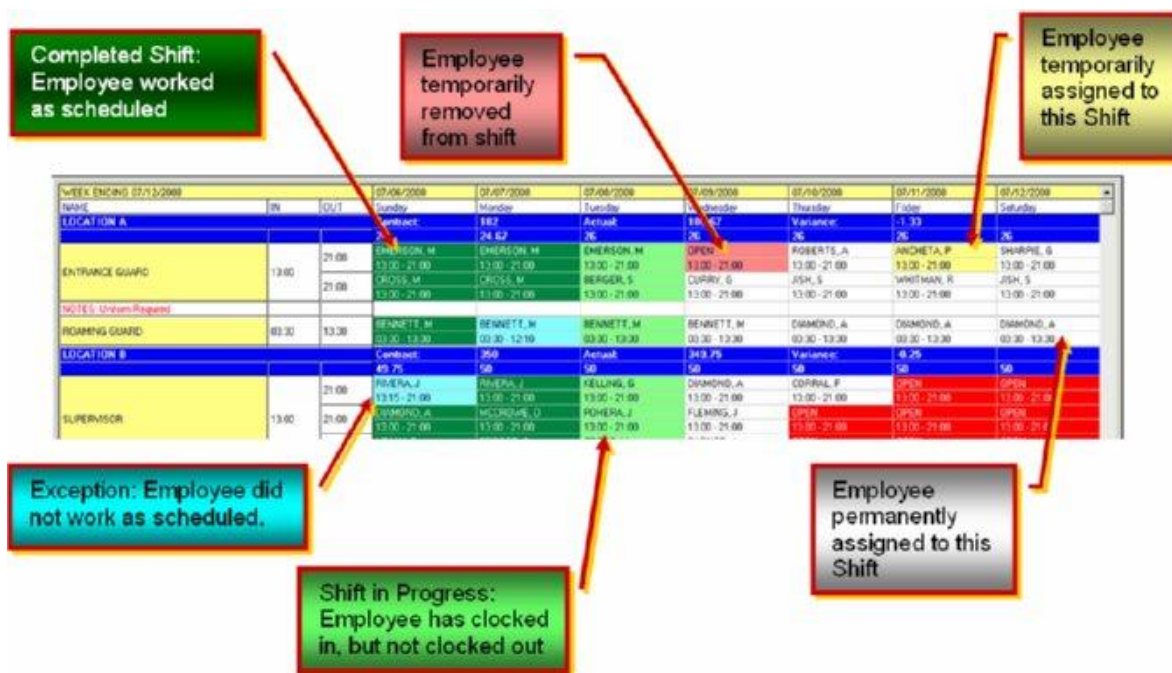 Completed Shift:
Employee worked
as scheduled
Employee
temporarily
removed
from shift
Employee
temporarily
assigned to
this Shift
WEEK ENDING 07/12/2008 07/06/2008 07/07/2008 07/08/2008 07/09/2008 07/10/2008 07/11/2008 07/12/2008
NAME IN OUT Sunday Monday Tuesday Wednesday Thursday Friday Saturday
LOCATION A Contract: 182 Actual: Variance: -1.33
24.62 26 26 26 26 26
ENTRANCE GUARD 13:00
21:00 EMERSON, M EMERSON, M EMERSON, M OPEN ROBERTS, A ANCHETA, P SHARPIE, G
13:00 - 21:00 13:00 - 21:00 13:00 - 21:00 13:00 - 21:00 13:00 - 21:00 13:00 - 21:00 13:00 - 21:00
21:00 CROSS, M CROSS, M BERGER, S CURRY, G JISH, S WHITMAN, R JISH, S
13:00 - 21:00 13:00 - 21:00 13:00 - 21:00 13:00 - 21:00 13:00 - 21:00 13:00 - 21:00 13:00 - 21:00
NOTES: Uniform Required
ROAMING GUARD 03:30 13:30 BENNETT, M BENNETT, M BENNETT, M BENNETT, M DIAMOND, A DIAMOND, A DIAMOND, A
03:30 - 13:30 03:30 - 13:30 03:30 - 13:30 03:30 - 13:30 03:30 - 13:30 03:30 - 13:30
LOCATION B Contract: 350 Actual: 349.75 Variance: -0.25
49.75 50 50 50 50 50 50
SUPERVISOR 13:00
21:00 RIVERA, J RIVERA, J KELLING, G DIAMOND, A CORRAL, F OPEN OPEN
13:15 - 21:00 13:00 - 21:00 13:00 - 21:00 13:00 - 21:00 13:00 - 21:00 13:00 - 21:00 13:00 - 21:00
21:00 DIAMOND, A FLEMING, J OPEN OPEN OPEN
13:00 - 21:00 13:00 - 21:00 13:00 - 21:00 13:00 - 21:00 13:00 - 21:00 13:00 - 21:00 13:00 - 21:00
Exception: Employee did
not work as scheduled.
Employee
permanently
assigned to this
Shift
Shift in Progress:
Employee has clocked
in, but not clocked out